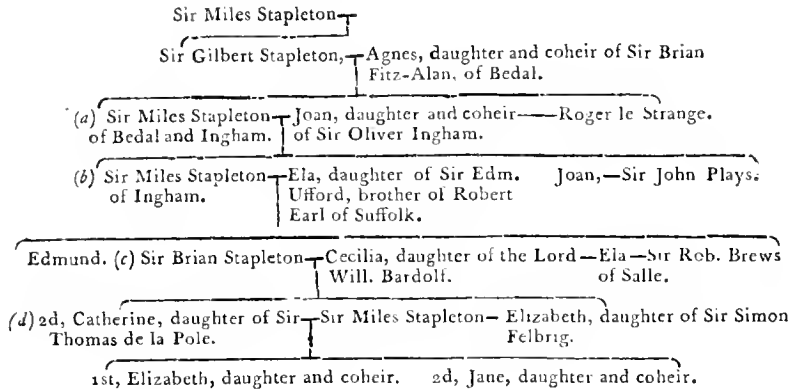 Sir Miles Stapleton
Sir Gilbert Stapleton, Agnes, daughter and coheir of Sir Brian
Fitz-Alan, of Bedal.
(a) Sir Miles Stapleton Joan, daughter and coheir — Roger le Strange.
of Bedal and Ingham. of Sir Oliver Ingham.
(b) Sir Miles Stapleton Ela, daughter of Sir Edm. Joan, — Sir John Plays.
of Ingham. Ufford, brother of Robert
Earl of Suffolk.
Edmund. (c) Sir Brian Stapleton Cecilia, daughter of the Lord — Ela — Sir Rob. Brews
Will. Bardolf. of Salle.
(d) 2d, Catherine, daughter of Sir Sir Miles Stapleton — Elizabeth, daughter of Sir Simon
Thomas de la Pole. Felbrig.
1st, Elizabeth, daughter and coheir. 2d, Jane, daughter and coheir.